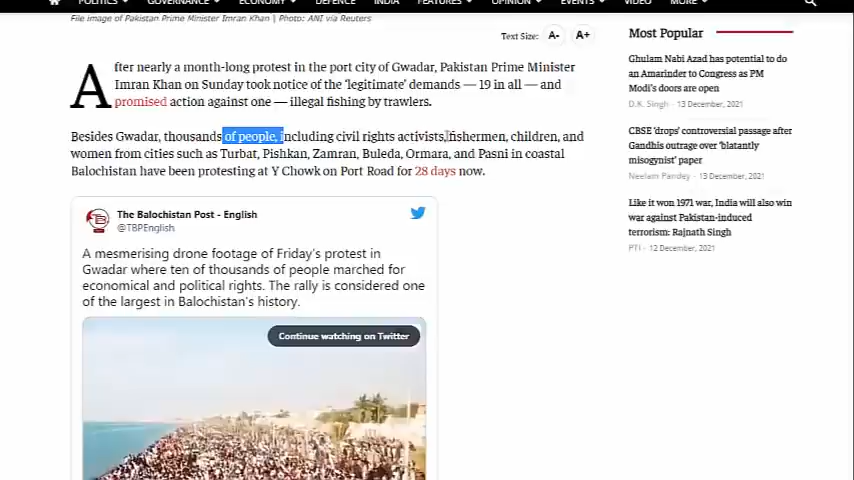 POLITICS GOVERNANCE ECONOMY DEFENCE INDIA FEATURES OPINION EVENTS VIDEO MORE
File image of Pakistan Prime Minister Imran Khan | Photo: ANI via Reuters
Text Size: A- A+
After nearly a month-long protest in the port city of Gwadar, Pakistan Prime Minister
Imran Khan on Sunday took notice of the ‘legitimate’ demands — 19 in all — and
promised action against one — illegal fishing by trawlers.
Besides Gwadar, thousands of people, including civil rights activists, fishermen, children, and
women from cities such as Turbat, Pishkan, Zamran, Buleda, Ormara, and Pasni in coastal
Balochistan have been protesting at Y Chowk on Port Road for 28 days now.
The Balochistan Post - English
@TBPEnglish
A mesmerising drone footage of Friday's protest in
Gwadar where ten of thousands of people marched for
economical and political rights. The rally is considered one
of the largest in Balochistan's history.
Continue watching on Twitter
Most Popular
Ghulam Nabi Azad has potential to do
an Amarinder to Congress as PM
Modi's doors are open
D.K. Singh - 13 December, 2021
CBSE ‘drops’ controversial passage after
Gandhis outrage over ‘blatantly
misogynist’ paper
Neelam Pandey - 13 December, 2021
Like it won 1971 war, India will also win
war against Pakistan-induced
terrorism: Rajnath Singh
PTI - 12 December, 2021